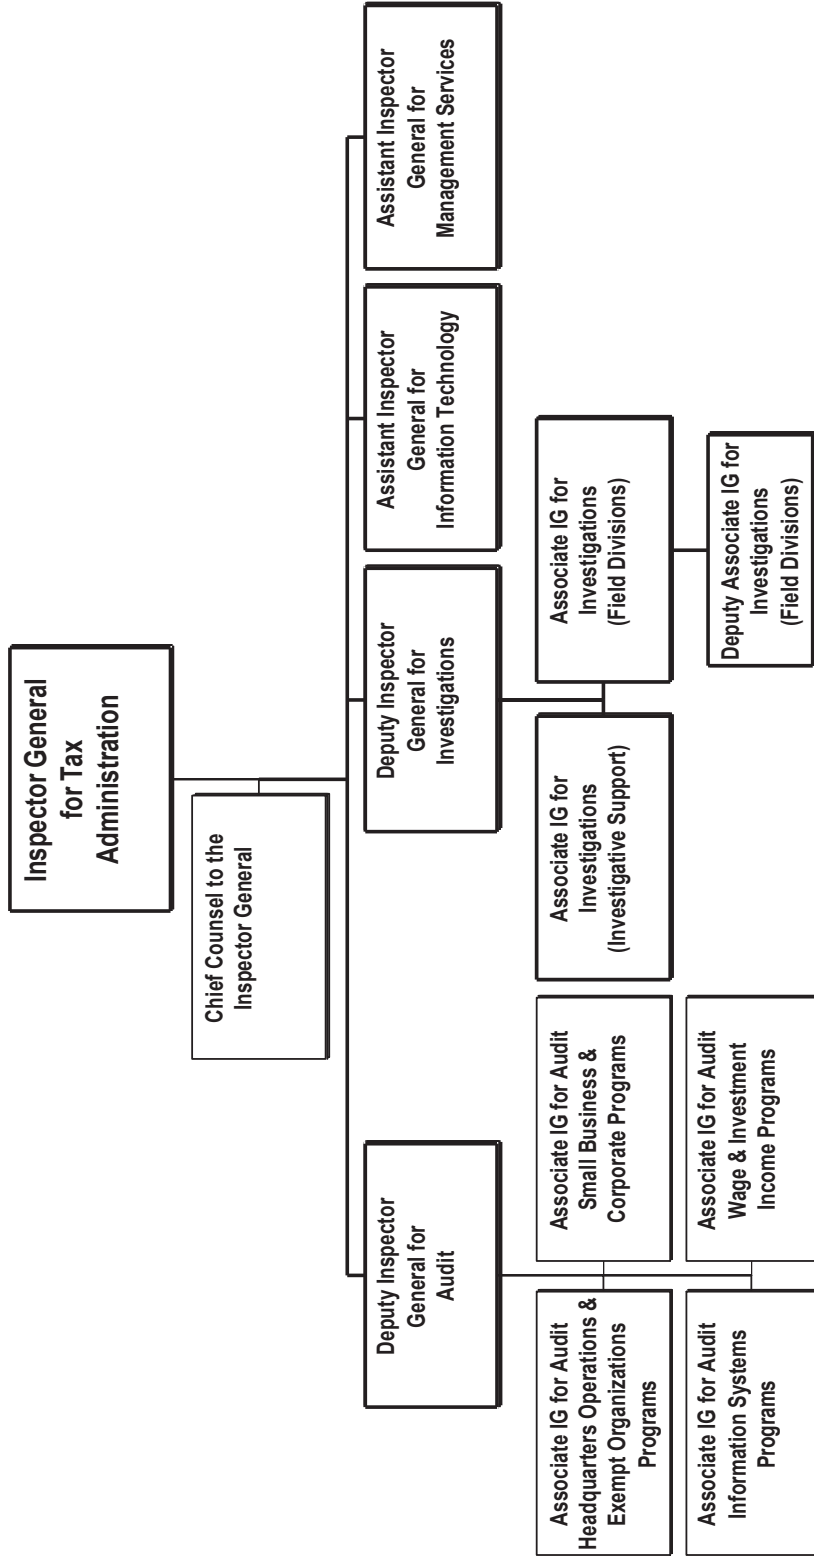 Inspector General
for Tax
Administration
Chief Counsel to the
Inspector General
Deputy Inspector
General for
Audit
Deputy Inspector
General for
Investigations
Assistant Inspector
General for
Information Technology
Assistant Inspector
General for
Management Services
Associate IG for Audit
Headquarters Operations &
Exempt Organizations
Programs
Associate IG for Audit
Small Business &
Corporate Programs
Associate IG for
Investigations
(Investigative Support)
Associate IG for
Investigations
(Field Divisions)
Associate IG for Audit
Information Systems
Programs
Associate IG for Audit
Wage & Investment
Income Programs
Deputy Associate IG for
Investigations
(Field Divisions)